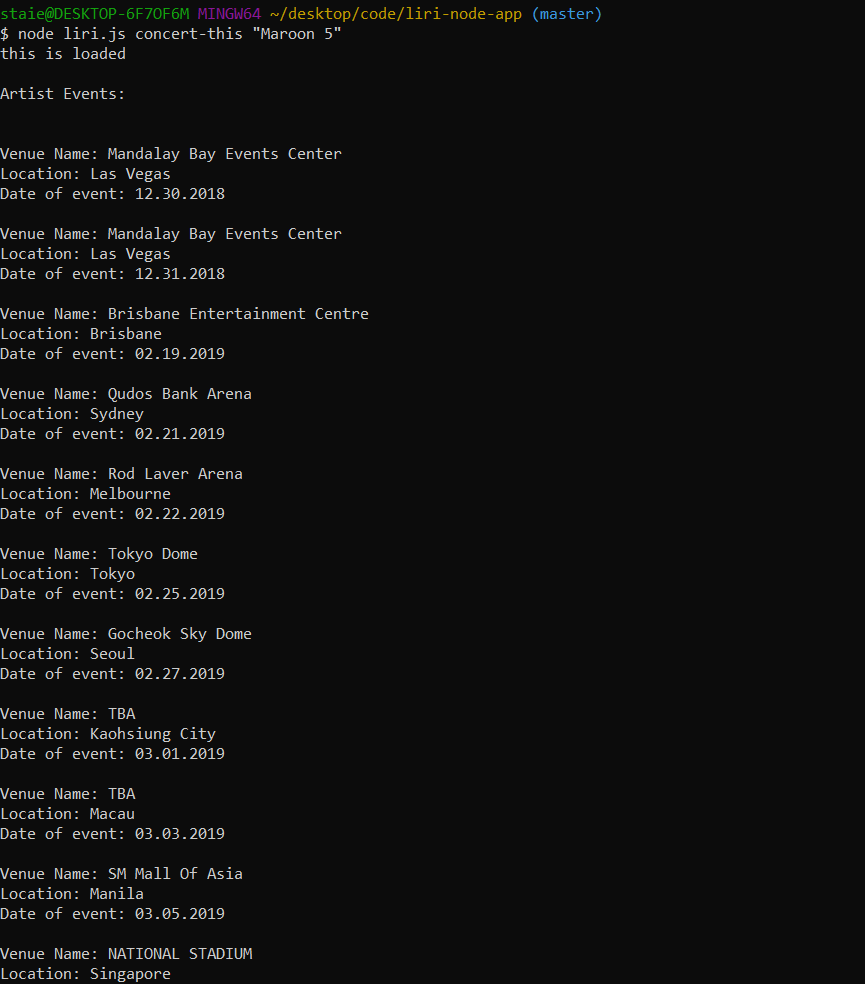 staie@DESKTOP-6F7OF6M MINGW64 ~/desktop/code/liri-node-app (master)
$ node liri.js concert-this "Maroon 5"
this is loaded
Artist Events:
Venue Name: Mandalay Bay Events Center
Location: Las Vegas
Date of event: 12.30.2018
Venue Name: Mandalay Bay Events Center
Location: Las Vegas
Date of event: 12.31.2018
Venue Name: Brisbane Entertainment Centre
Location: Brisbane
Date of event: 02.19.2019
Venue Name: Qudos Bank Arena
Location: Sydney
Date of event: 02.21.2019
Venue Name: Rod Laver Arena
Location: Melbourne
Date of event: 02.22.2019
Venue Name: Tokyo Dome
Location: Tokyo
Date of event: 02.25.2019
Venue Name: Gocheok Sky Dome
Location: Seoul
Date of event: 02.27.2019
Venue Name: TBA
Location: Kaohsiung City
Date of event: 03.01.2019
Venue Name: TBA
Location: Macau
Date of event: 03.03.2019
Venue Name: SM Mall Of Asia
Location: Manila
Date of event: 03.05.2019
Venue Name: NATIONAL STADIUM
Location: Singapore